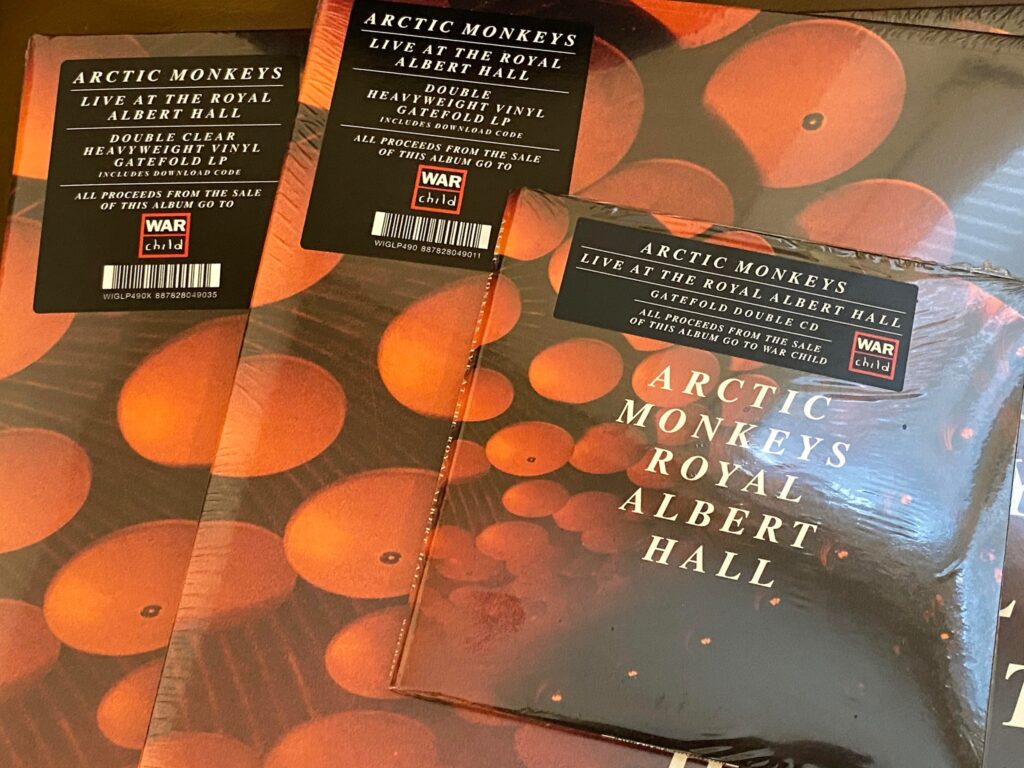 ARCTIC MONKEYS
LIVE AT THE ROYAL
ALBERT HALL
DOUBLE CLEAR
HEAVYWEIGHT VINYL
GATEFOLD LP
INCLUDES DOWNLOAD CODE
ALL PROCEEDS FROM THE SALE
OF THIS ALBUM GO TO
WAR
child
WIGLP490X 887828049035
ARCTIC MONKEYS
LIVE AT THE ROYAL
ALBERT HALL
DOUBLE
HEAVYWEIGHT VINYL
GATEFOLD LP
INCLUDES DOWNLOAD CODE
ALL PROCEEDS FROM THE SALE
OF THIS ALBUM GO TO
WAR
child
WIGLP490 887828049011
ARCTIC MONKEYS
LIVE AT THE ROYAL ALBERT HALL
GATEFOLD DOUBLE CD
ALL PROCEEDS FROM THE SALE
OF THIS ALBUM GO TO WAR CHILD
WAR
child
ARCTIC
MONKEYS
ROYAL
ALBERT
HALL